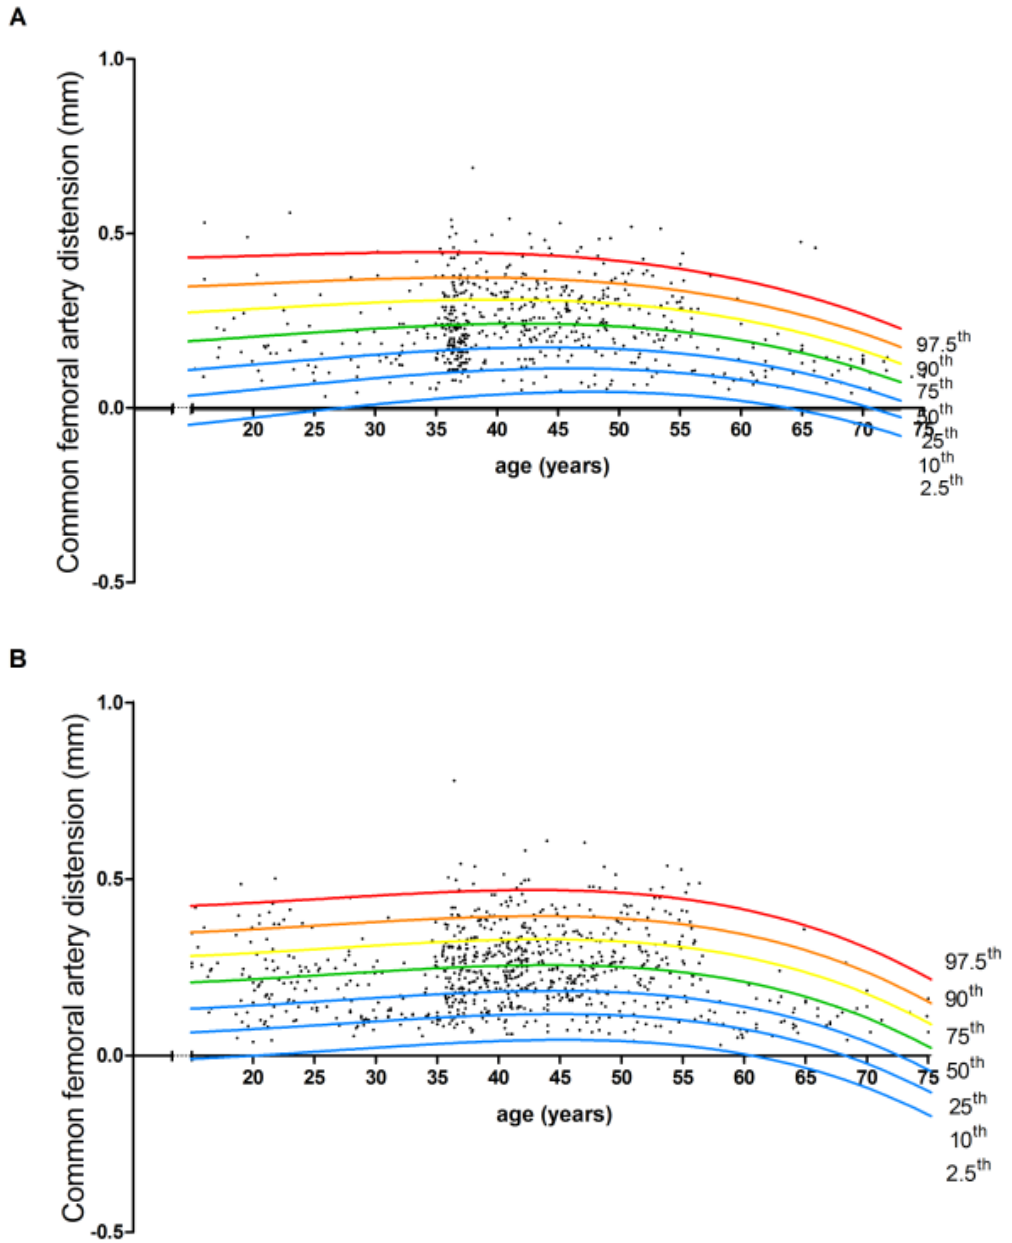 A
Common femoral artery distension (mm)
1.0
0.5
0.0
-0.5
20 25 30 35 40 45 50 55 60 65 70 75
age (years)
97.5th
90th
75th
50th
25th
10th
2.5th
B
Common femoral artery distension (mm)
1.0
0.5
0.0
-0.5
20 25 30 35 40 45 50 55 60 65 70 75
age (years)
97.5th
90th
75th
50th
25th
10th
2.5th